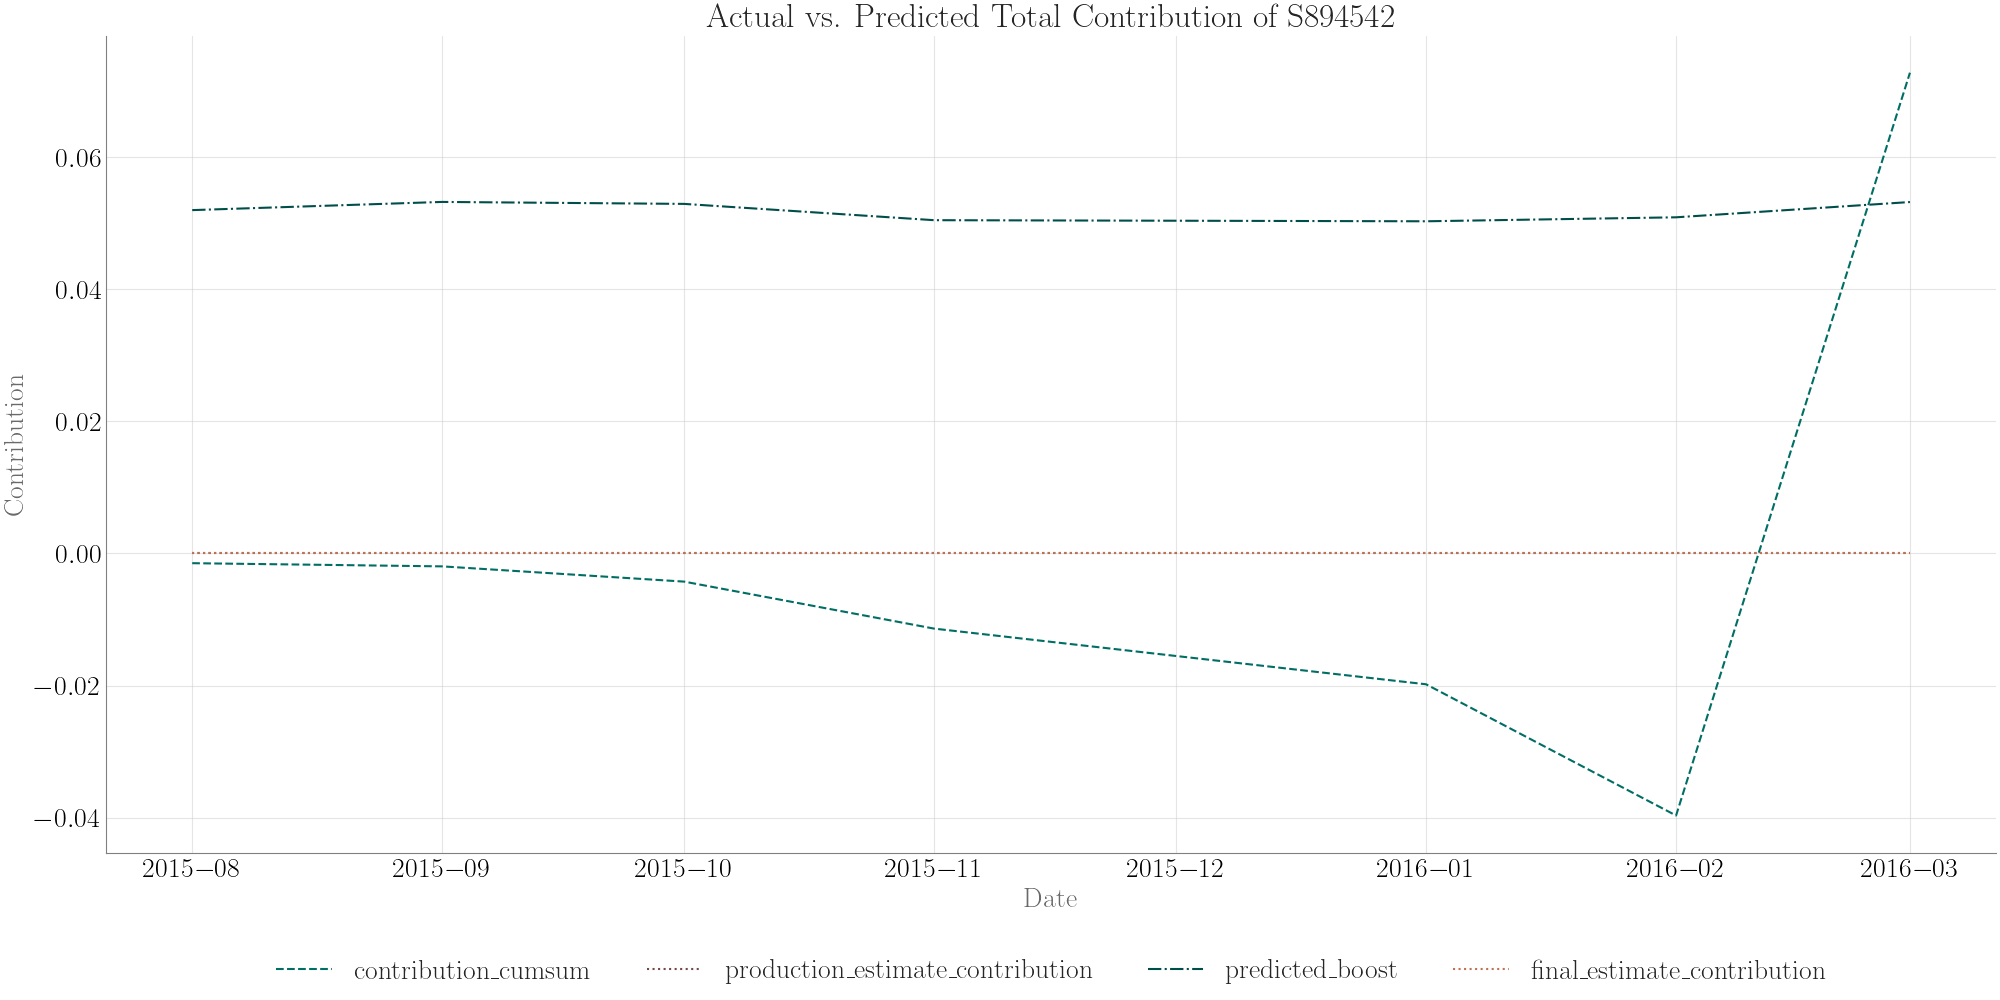 Actual vs. Predicted Total Contribution of S894542
Contribution
0.06
0.04
0.02
0.00
−0.02
−0.04
2015–08 2015–09 2015–10 2015–11 2015–12 2016–01 2016–02 2016–03
Date
contribution_cumsum production_estimate_contribution predicted_boost final_estimate_contribution